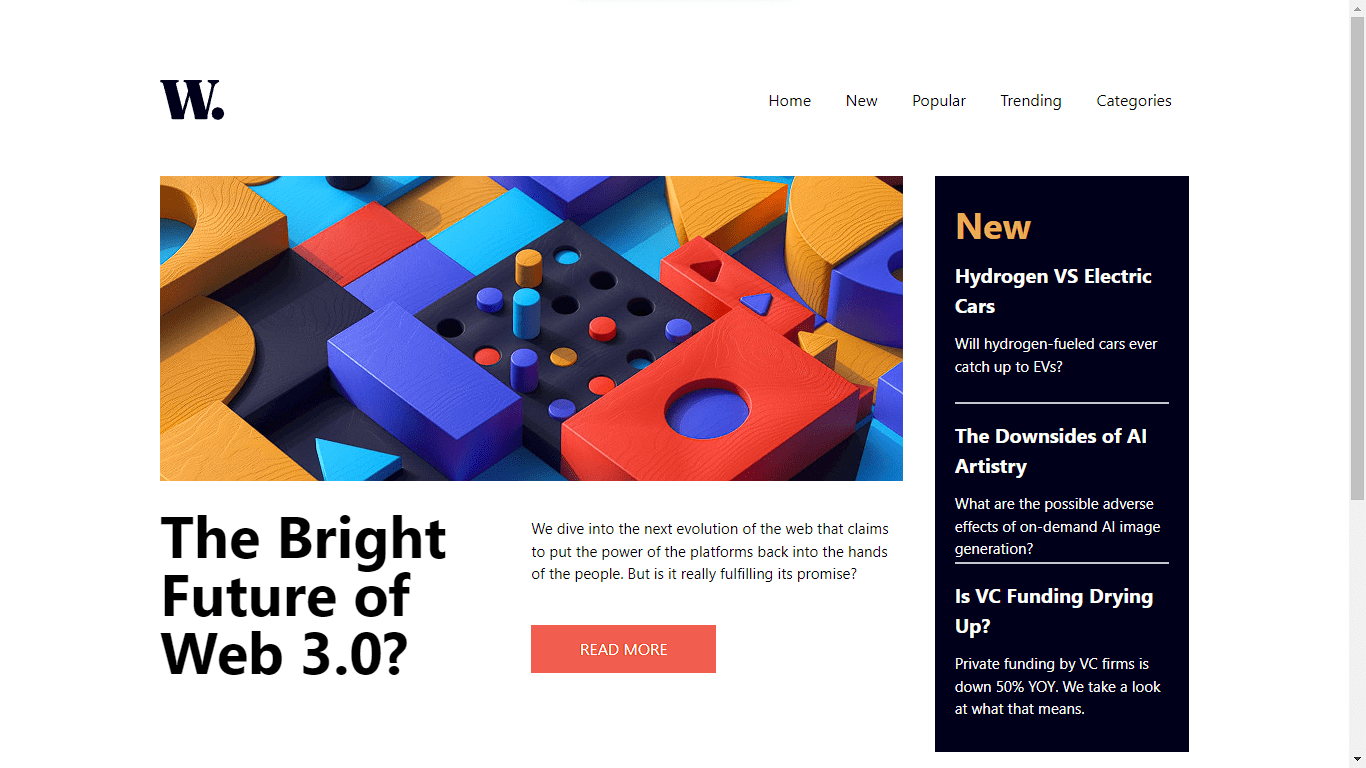 W.
Home New Popular Trending Categories
The Bright
Future of
Web 3.0?
We dive into the next evolution of the web that claims
to put the power of the platforms back into the hands
of the people. But is it really fulfilling its promise?
READ MORE
New
Hydrogen VS Electric
Cars
Will hydrogen-fueled cars ever
catch up to EVs?
The Downsides of AI
Artistry
What are the possible adverse
effects of on-demand AI image
generation?
Is VC Funding Drying
Up?
Private funding by VC firms is
down 50% YOY. We take a look
at what that means.